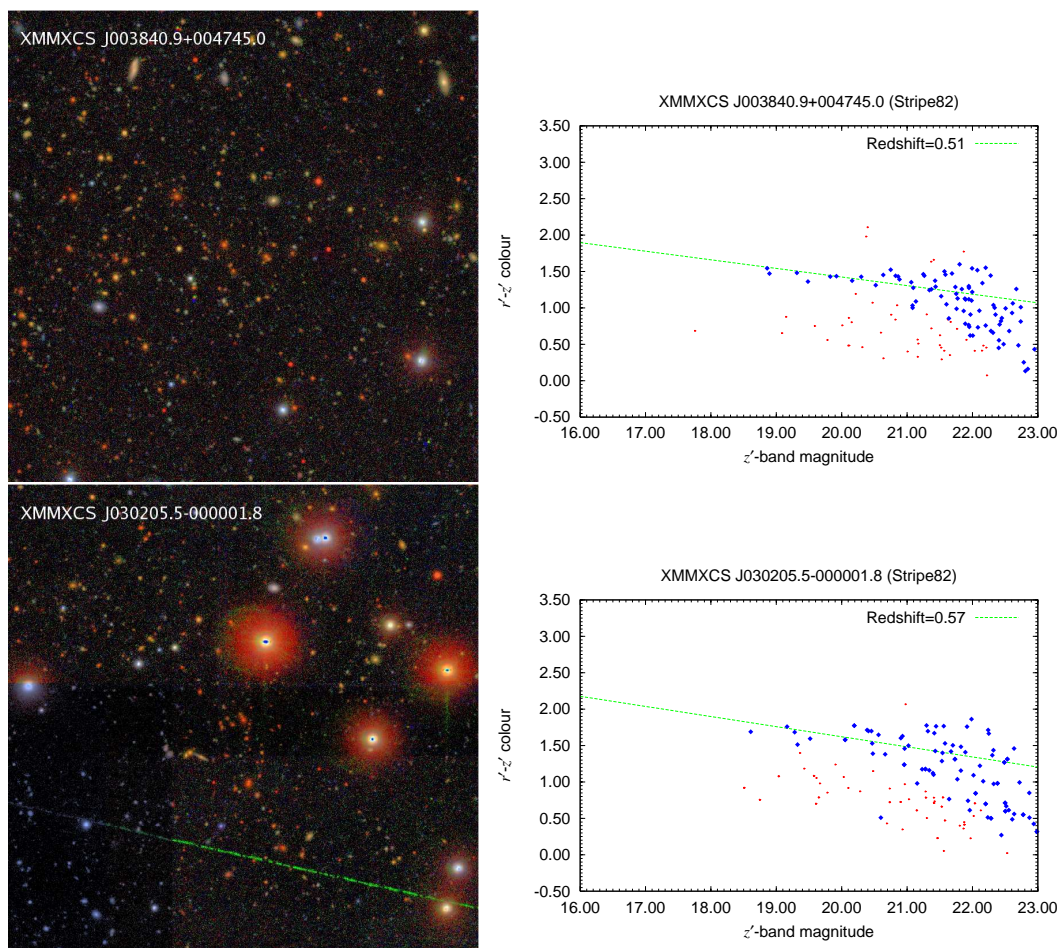 XMMXCS J003840.9+004745.0
XMMXCS J003840.9+004745.0 (Stripe82)
Redshift=0.51
3.50
3.00
2.50
2.00
1.50
1.00
0.50
0.00
-0.50
r′-z′ colour
16.00 17.00 18.00 19.00 20.00 21.00 22.00 23.00
z′-band magnitude
XMMXCS J030205.5-000001.8
XMMXCS J030205.5-000001.8 (Stripe82)
Redshift=0.57
3.50
3.00
2.50
2.00
1.50
1.00
0.50
0.00
-0.50
r′-z′ colour
16.00 17.00 18.00 19.00 20.00 21.00 22.00 23.00
z′-band magnitude